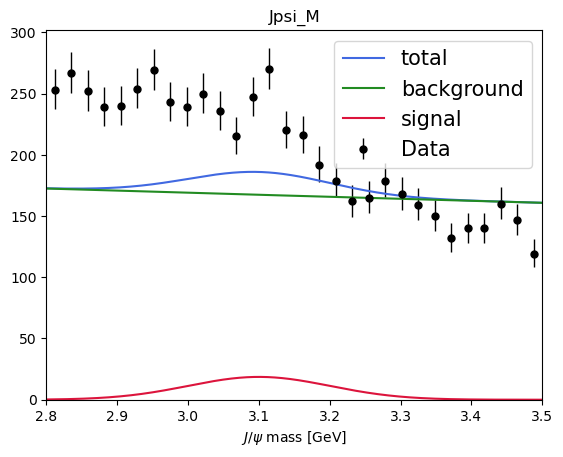 Jpsi_M
300
250
200
150
100
50
0
total
background
signal
Data
2.8 2.9 3.0 3.1 3.2 3.3 3.4 3.5
J/ψ mass [GeV]